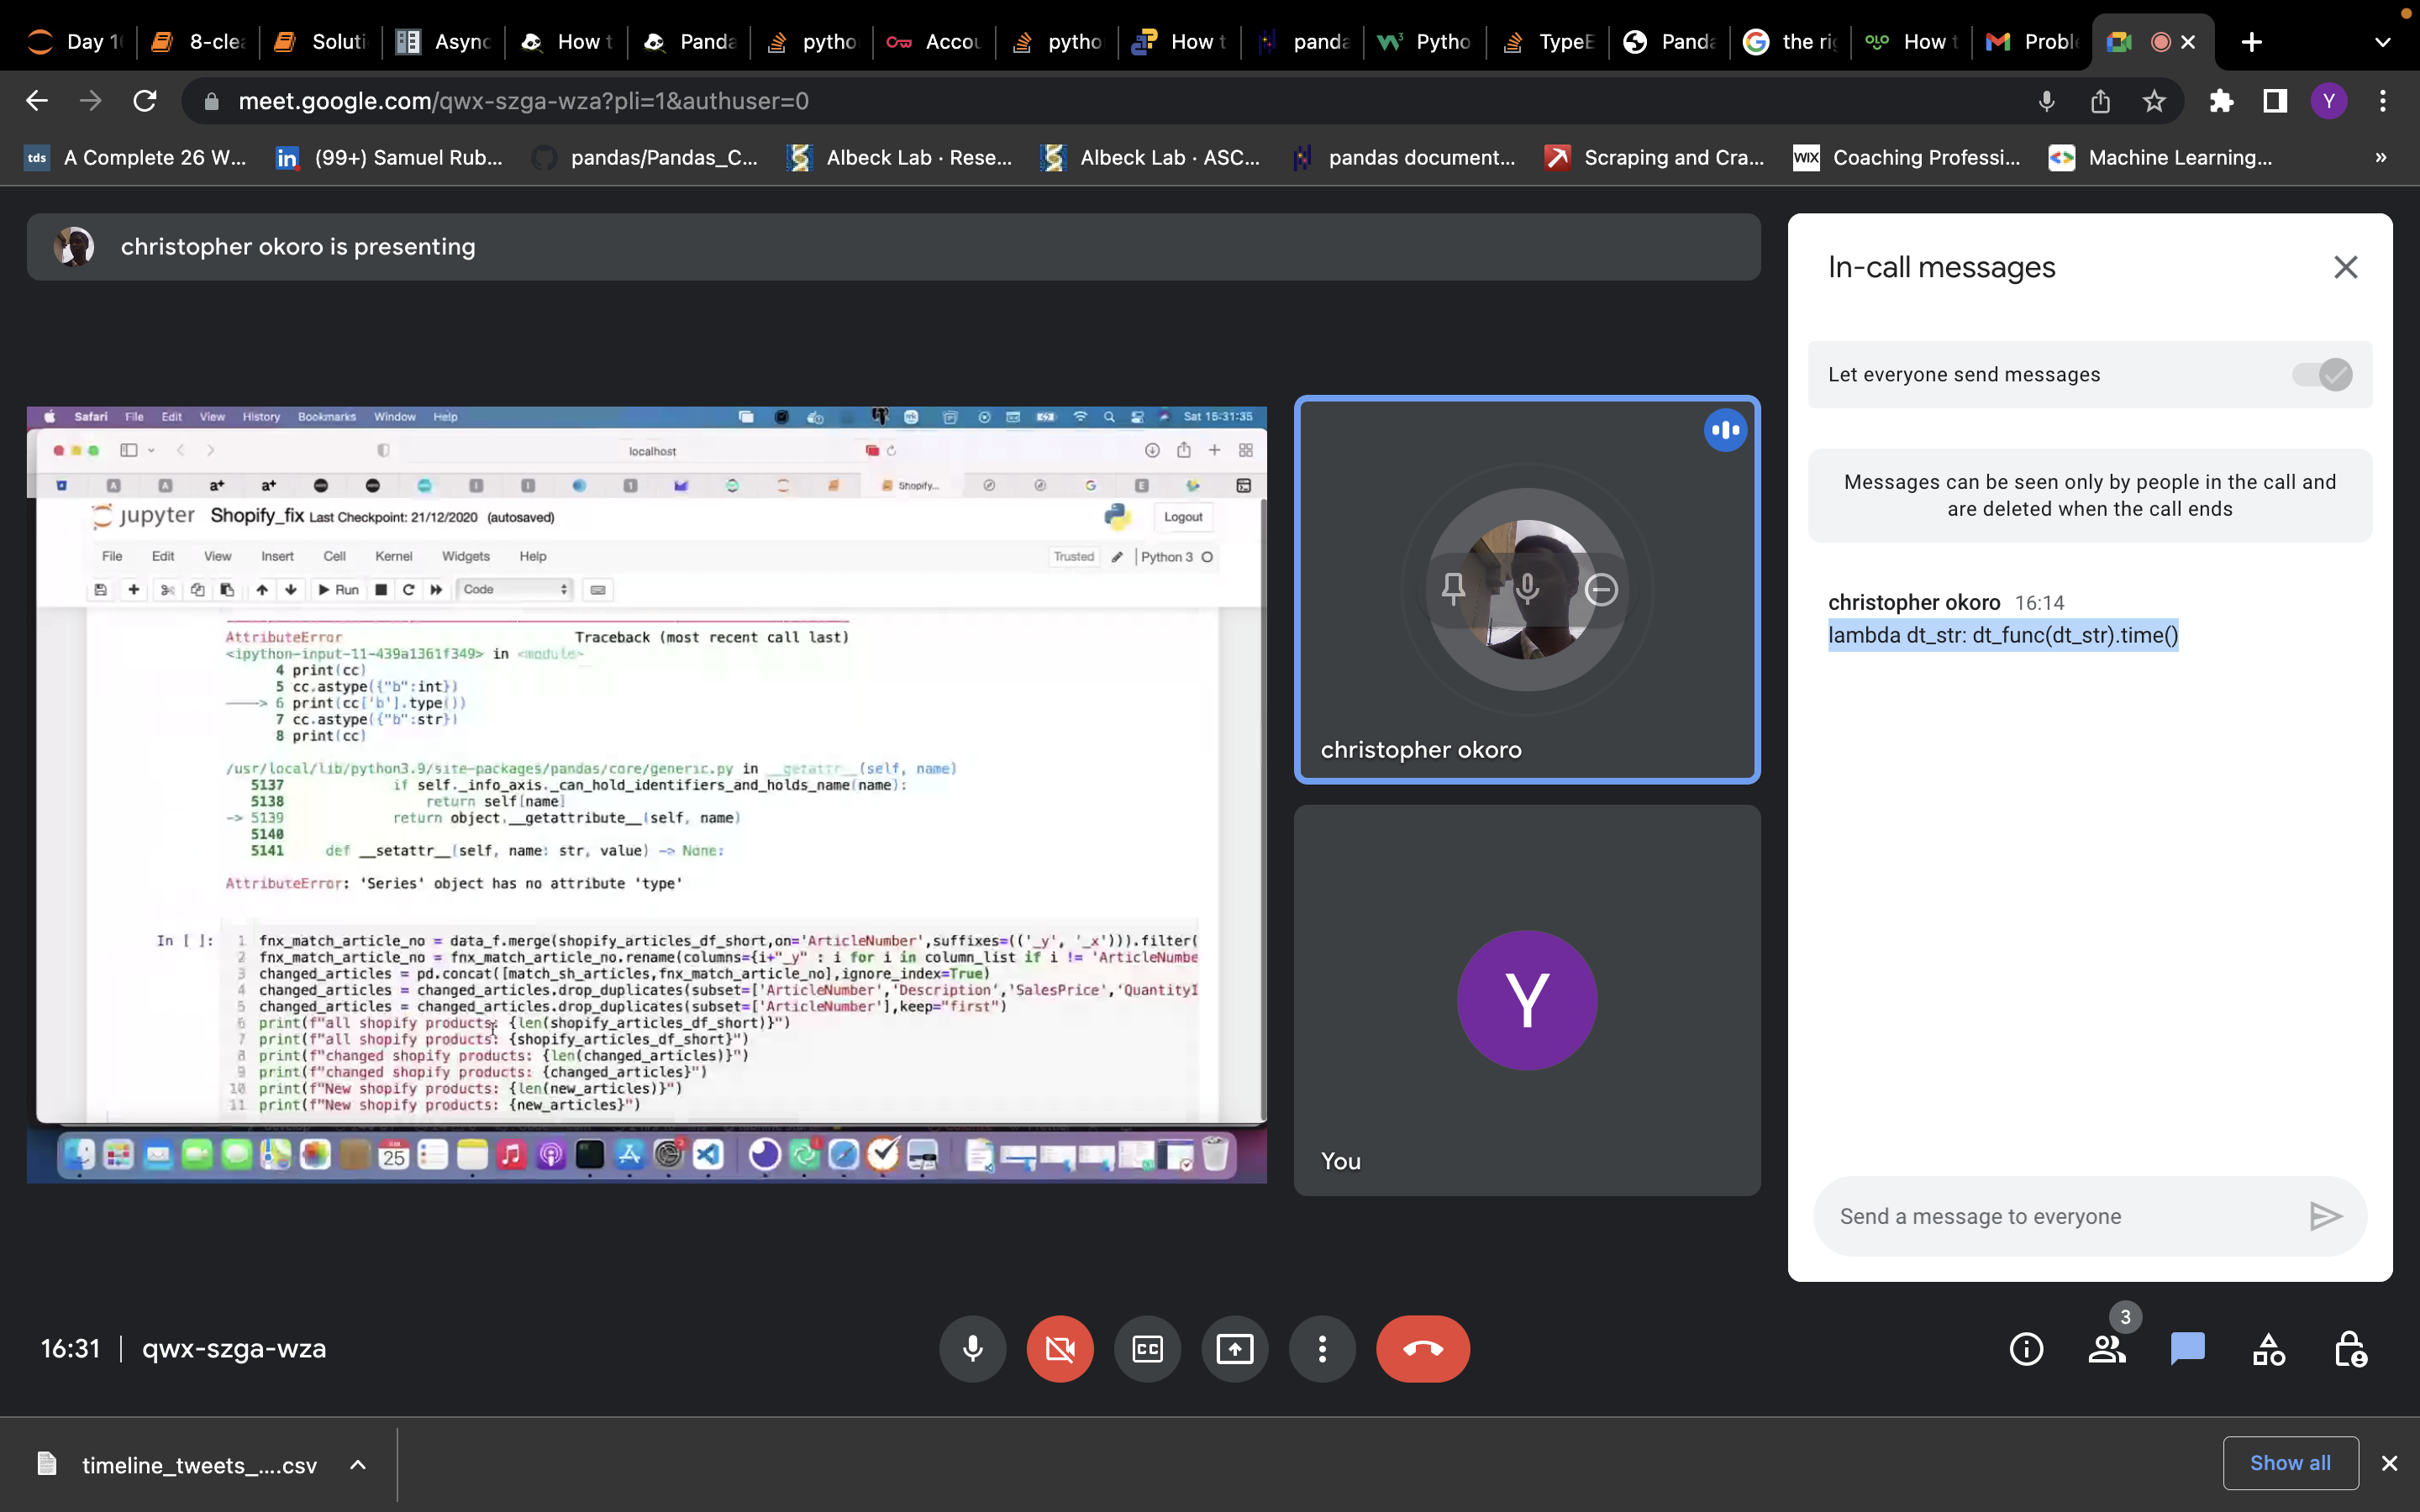 Day 1
8-clea
Soluti
Async
How t
Panda
pytho
Accou
pytho
How t
panda
Pytho
TypeE
Panda
the rig
How t
Proble
meet.google.com/qwx-szga-wza?pli=1&authuser=0
Y
tds A Complete 26 W...
in (99+) Samuel Rub...
pandas/Pandas_C...
Albeck Lab · Rese...
Albeck Lab · ASC...
pandas document...
Scraping and Cra...
WIX Coaching Professi...
Machine Learning...
»
christopher okoro is presenting
Safari File Edit View History Bookmarks Window Help
Sat 15:31:35
localhost
Shopify...
jupyter Shopify_fix Last Checkpoint: 21/12/2020 (autosaved)
Logout
File Edit View Insert Cell Kernel Widgets Help
Trusted Python 3
Run
Code
AttributeError Traceback (most recent call last)
<ipython-input-11-439a1361f349> in <module>
4 print(cc)
5 cc.astype({"b":int})
----> 6 print(cc['b'].type())
7 cc.astype({"b":str})
8 print(cc)
/usr/local/lib/python3.9/site-packages/pandas/core/generic.py in __getattr__(self, name)
5137 if self._info_axis._can_hold_identifiers_and_holds_name(name):
5138 return self[name]
-> 5139 return object.__getattribute__(self, name)
5140
5141 def __setattr__(self, name: str, value) -> None:
AttributeError: 'Series' object has no attribute 'type'
In [ ]:
1 fnx_match_article_no = data_f.merge(shopify_articles_df_short,on='ArticleNumber',suffixes=(('_y', '_x'))).filter(
2 fnx_match_article_no = fnx_match_article_no.rename(columns={i+"_y" : i for i in column_list if i != 'ArticleNumbe
3 changed_articles = pd.concat([match_sh_articles,fnx_match_article_no],ignore_index=True)
4 changed_articles = changed_articles.drop_duplicates(subset=['ArticleNumber','Description','SalesPrice','QuantityI
5 changed_articles = changed_articles.drop_duplicates(subset=['ArticleNumber'],keep="first")
6 print(f"all shopify products: {len(shopify_articles_df_short)}")
7 print(f"all shopify products: {shopify_articles_df_short}")
8 print(f"changed shopify products: {len(changed_articles)}")
9 print(f"changed shopify products: {changed_articles}")
10 print(f"New shopify products: {len(new_articles)}")
11 print(f"New shopify products: {new_articles}")
25
christopher okoro
Y
You
In-call messages
Let everyone send messages
Messages can be seen only by people in the call and
are deleted when the call ends
christopher okoro 16:14
lambda dt_str: dt_func(dt_str).time()
Send a message to everyone
16:31 | qwx-szga-wza
CC
3
timeline_tweets_....csv
Show all